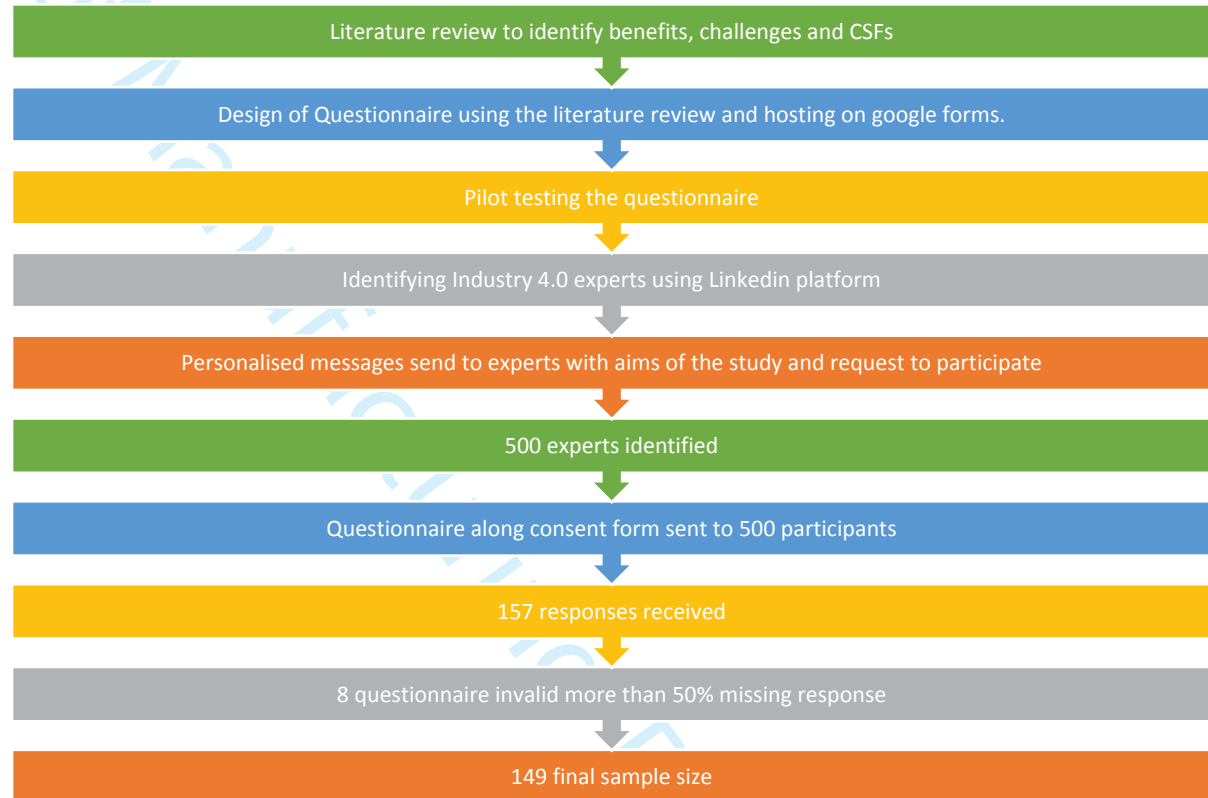 Literature review to identify benefits, challenges and CSFs
Design of Questionnaire using the literature review and hosting on google forms.
Pilot testing the questionnaire
Identifying Industry 4.0 experts using Linkedin platform
Personalised messages send to experts with aims of the study and request to participate
500 experts identified
Questionnaire along consent form sent to 500 participants
157 responses received
8 questionnaire invalid more than 50% missing response
149 final sample size